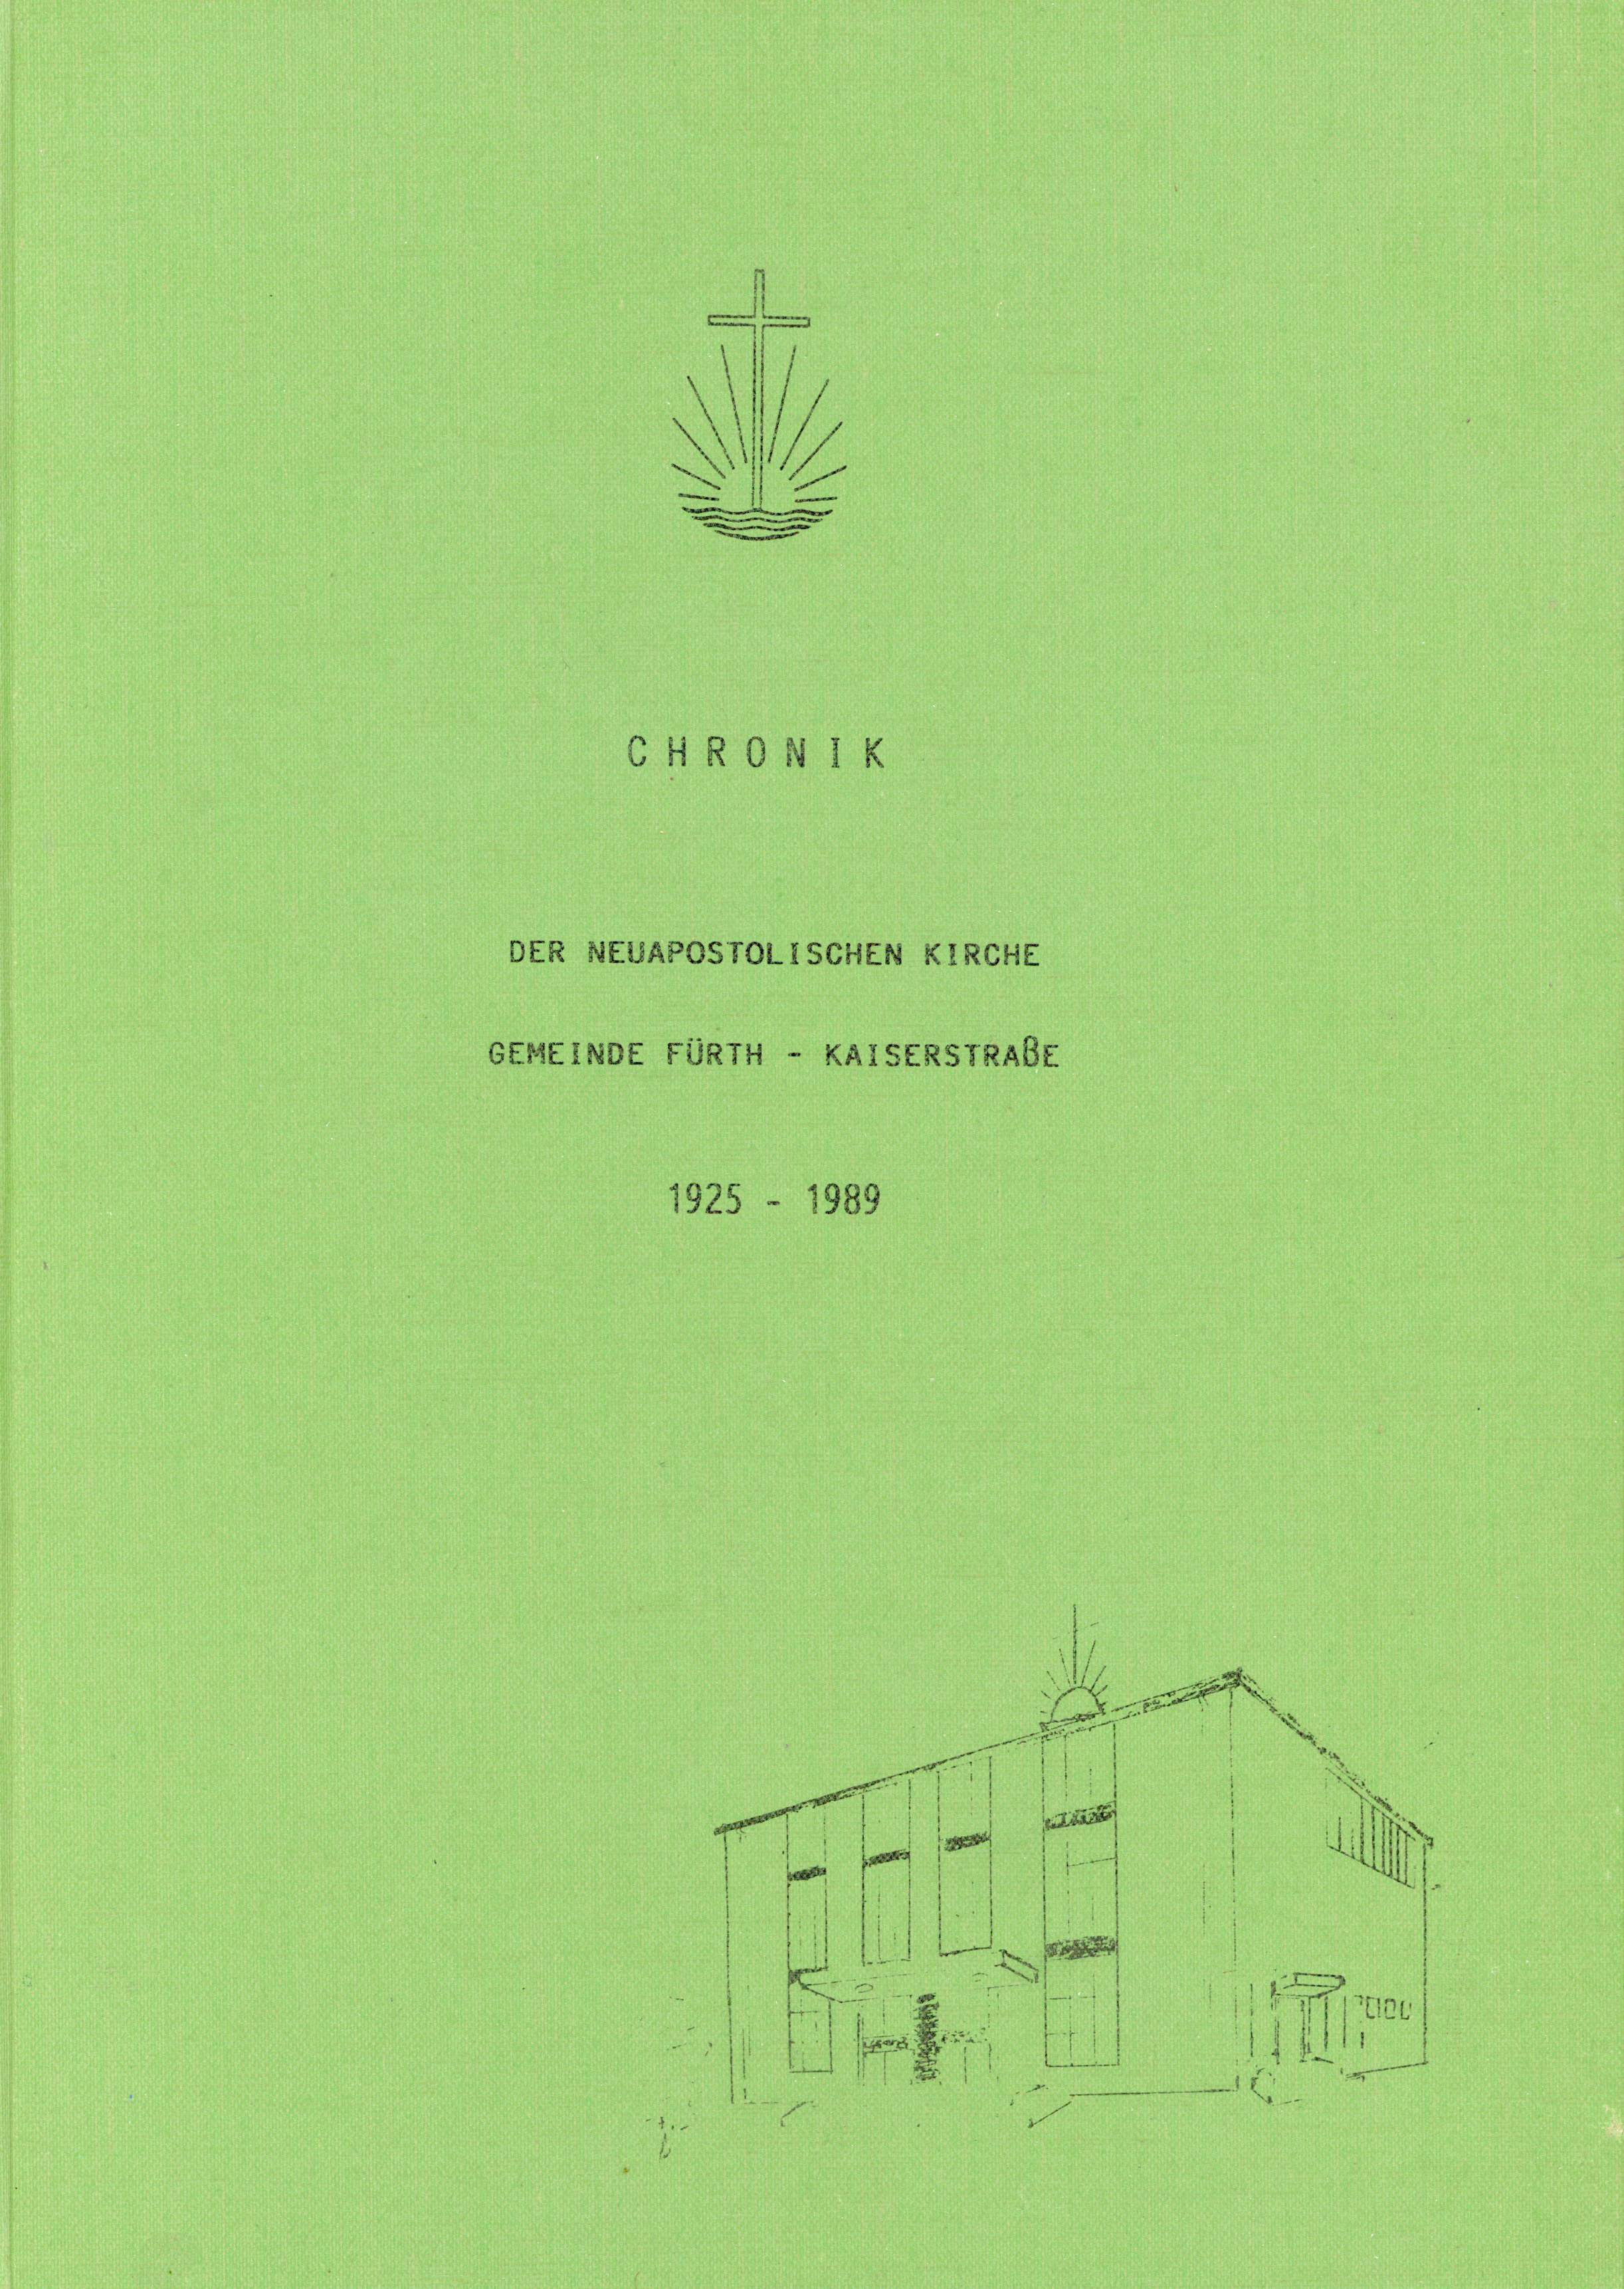 CHRONIK
DER NEUAPOSTOLISCHEN KIRCHE
GEMEINDE FÜRTH - KAISERSTRAßE
1925 - 1989